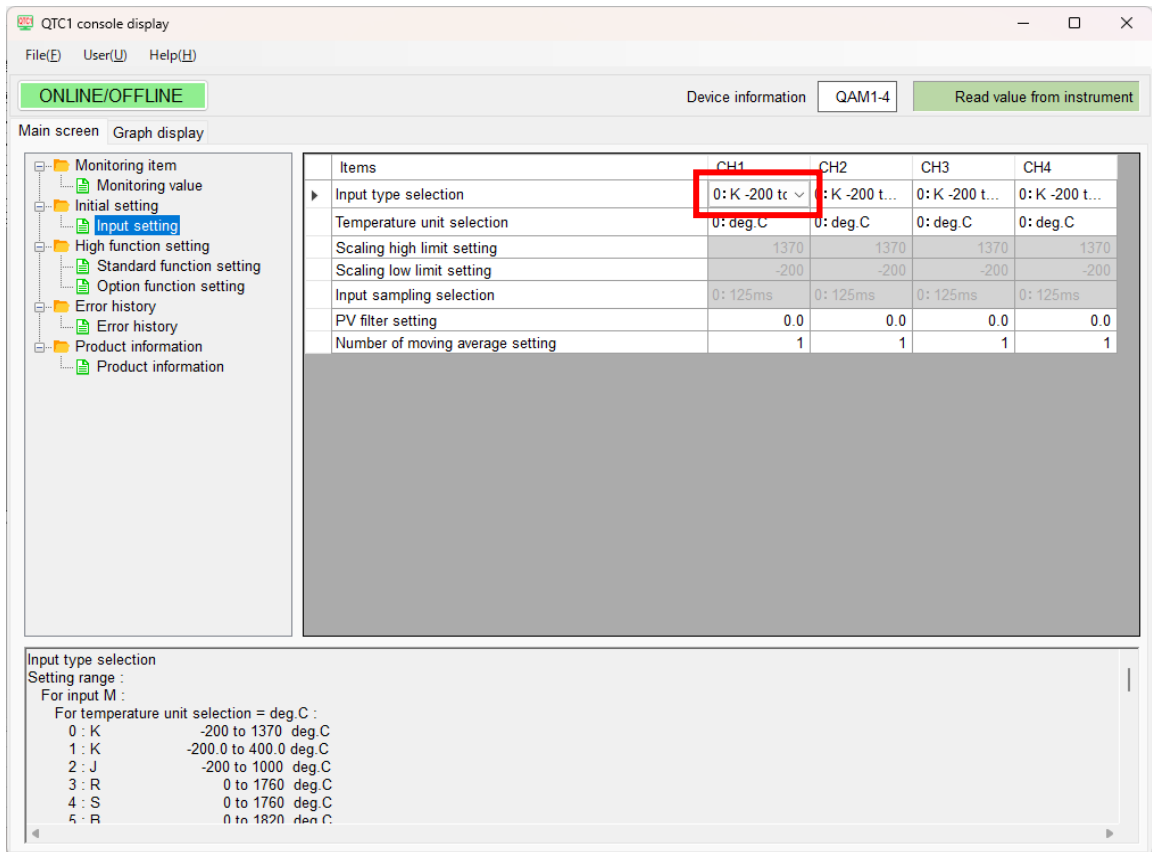 QTC1 console display
File(F) User(U) Help(H)
ONLINE/OFFLINE Device information QAM1-4 Read value from instrument
Main screen Graph display
Monitoring item
Monitoring value
Initial setting
Input setting
High function setting
Standard function setting
Option function setting
Error history
Error history
Product information
Product information
Items CH1 CH2 CH3 CH4
Input type selection 0: K -200 to 0: K -200 t... 0: K -200 t... 0: K -200 t...
Temperature unit selection 0: deg.C 0: deg.C 0: deg.C 0: deg.C
Scaling high limit setting 1370 1370 1370 1370
Scaling low limit setting -200 -200 -200 -200
Input sampling selection 0: 125ms 0: 125ms 0: 125ms 0: 125ms
PV filter setting 0.0 0.0 0.0 0.0
Number of moving average setting 1 1 1 1
Input type selection
Setting range :
For input M :
For temperature unit selection = deg.C :
0 : K -200 to 1370 deg.C
1 : K -200.0 to 400.0 deg.C
2 : J -200 to 1000 deg.C
3 : R 0 to 1760 deg.C
4 : S 0 to 1760 deg.C
5 : B 0 to 1820 deg.C